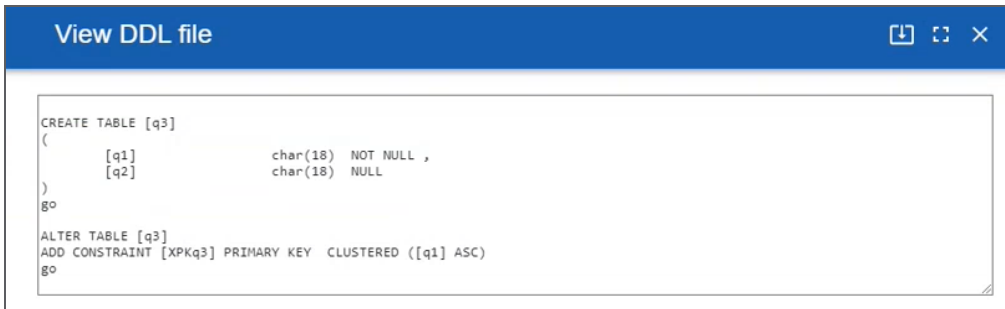 View DDL file
CREATE TABLE [q3]
(
[q1] char(18) NOT NULL ,
[q2] char(18) NULL
)
go
ALTER TABLE [q3]
ADD CONSTRAINT [XPKq3] PRIMARY KEY CLUSTERED ([q1] ASC)
go